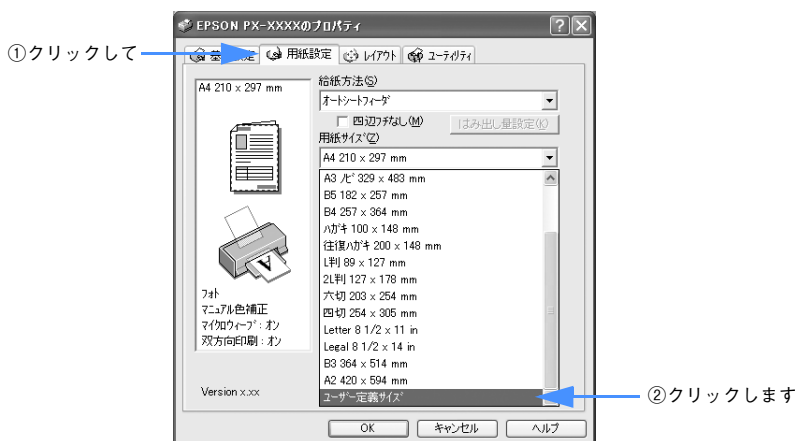 EPSON PX-XXXXのプロパティ
①クリックして
用紙設定
レイアウト
ユーティリティ
A4 210 x 297 mm
給紙方法(S)
オートシートフィーダ
四辺フチなし(M)
はみ出し量設定(K)
用紙サイズ(Z)
A4 210 x 297 mm
A3 ノビ 329 x 483 mm
B5 182 x 257 mm
B4 257 x 364 mm
ハガキ 100 x 148 mm
往復ハガキ 200 x 148 mm
L判 89 x 127 mm
2L判 127 x 178 mm
六切 203 x 254 mm
四切 254 x 305 mm
Letter 8 1/2 x 11 in
Legal 8 1/2 x 14 in
B3 364 x 514 mm
A2 420 x 594 mm
ユーザー定義サイズ
②クリックします
フォト
マニュアル色補正
マイクロウィーブ : オン
双方向印刷 : オン
Version x.xx
OK
キャンセル
ヘルプ